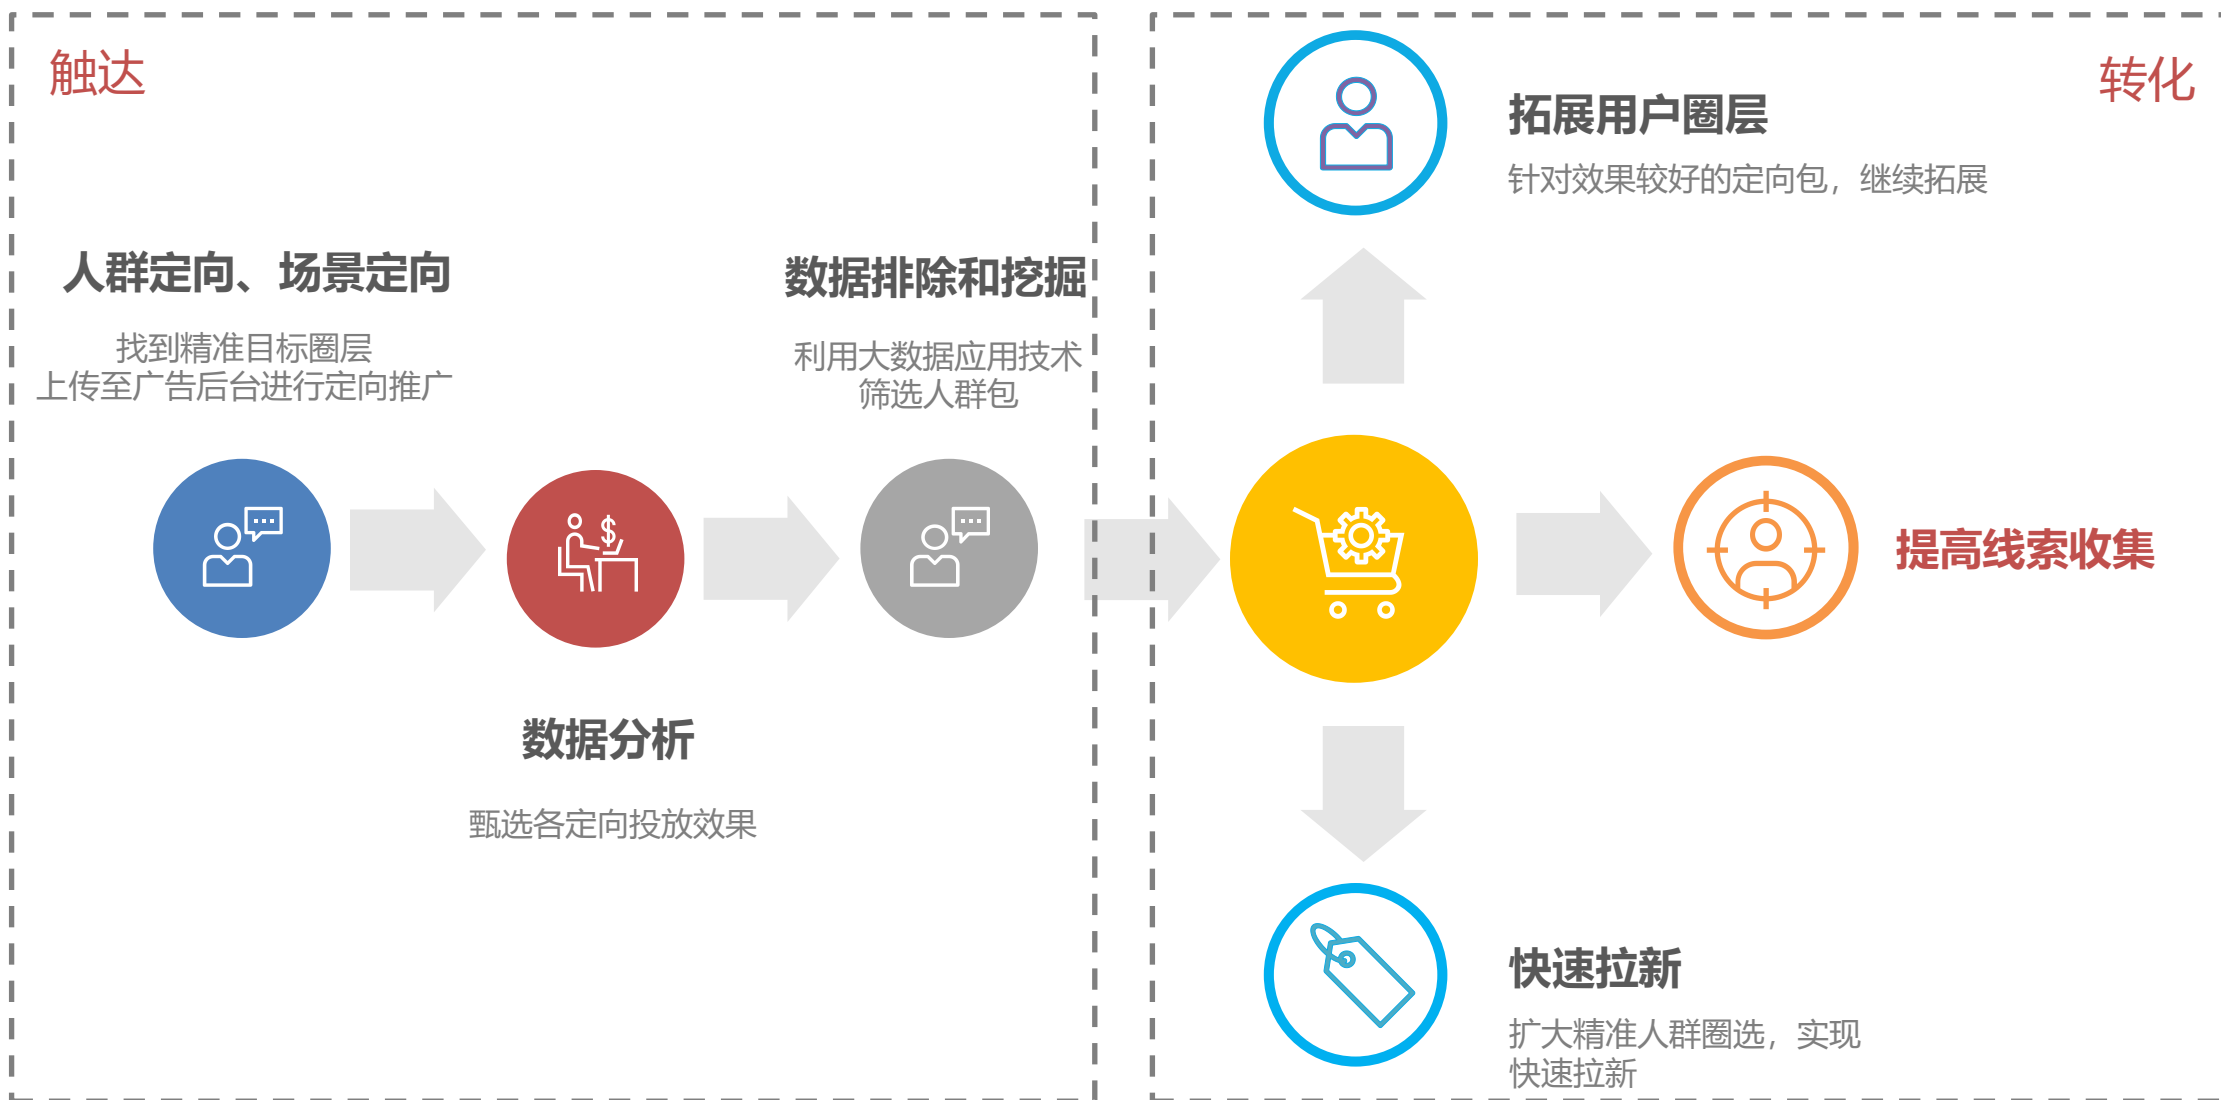 触达
人群定向、场景定向
找到精准目标圈层
上传至广告后台进行定向推广
数据分析
甄选各定向投放效果
数据排除和挖掘
利用大数据应用技术
筛选人群包
转化
拓展用户圈层
针对效果较好的定向包，继续拓展
提高线索收集
快速拉新
扩大精准人群圈选，实现
快速拉新